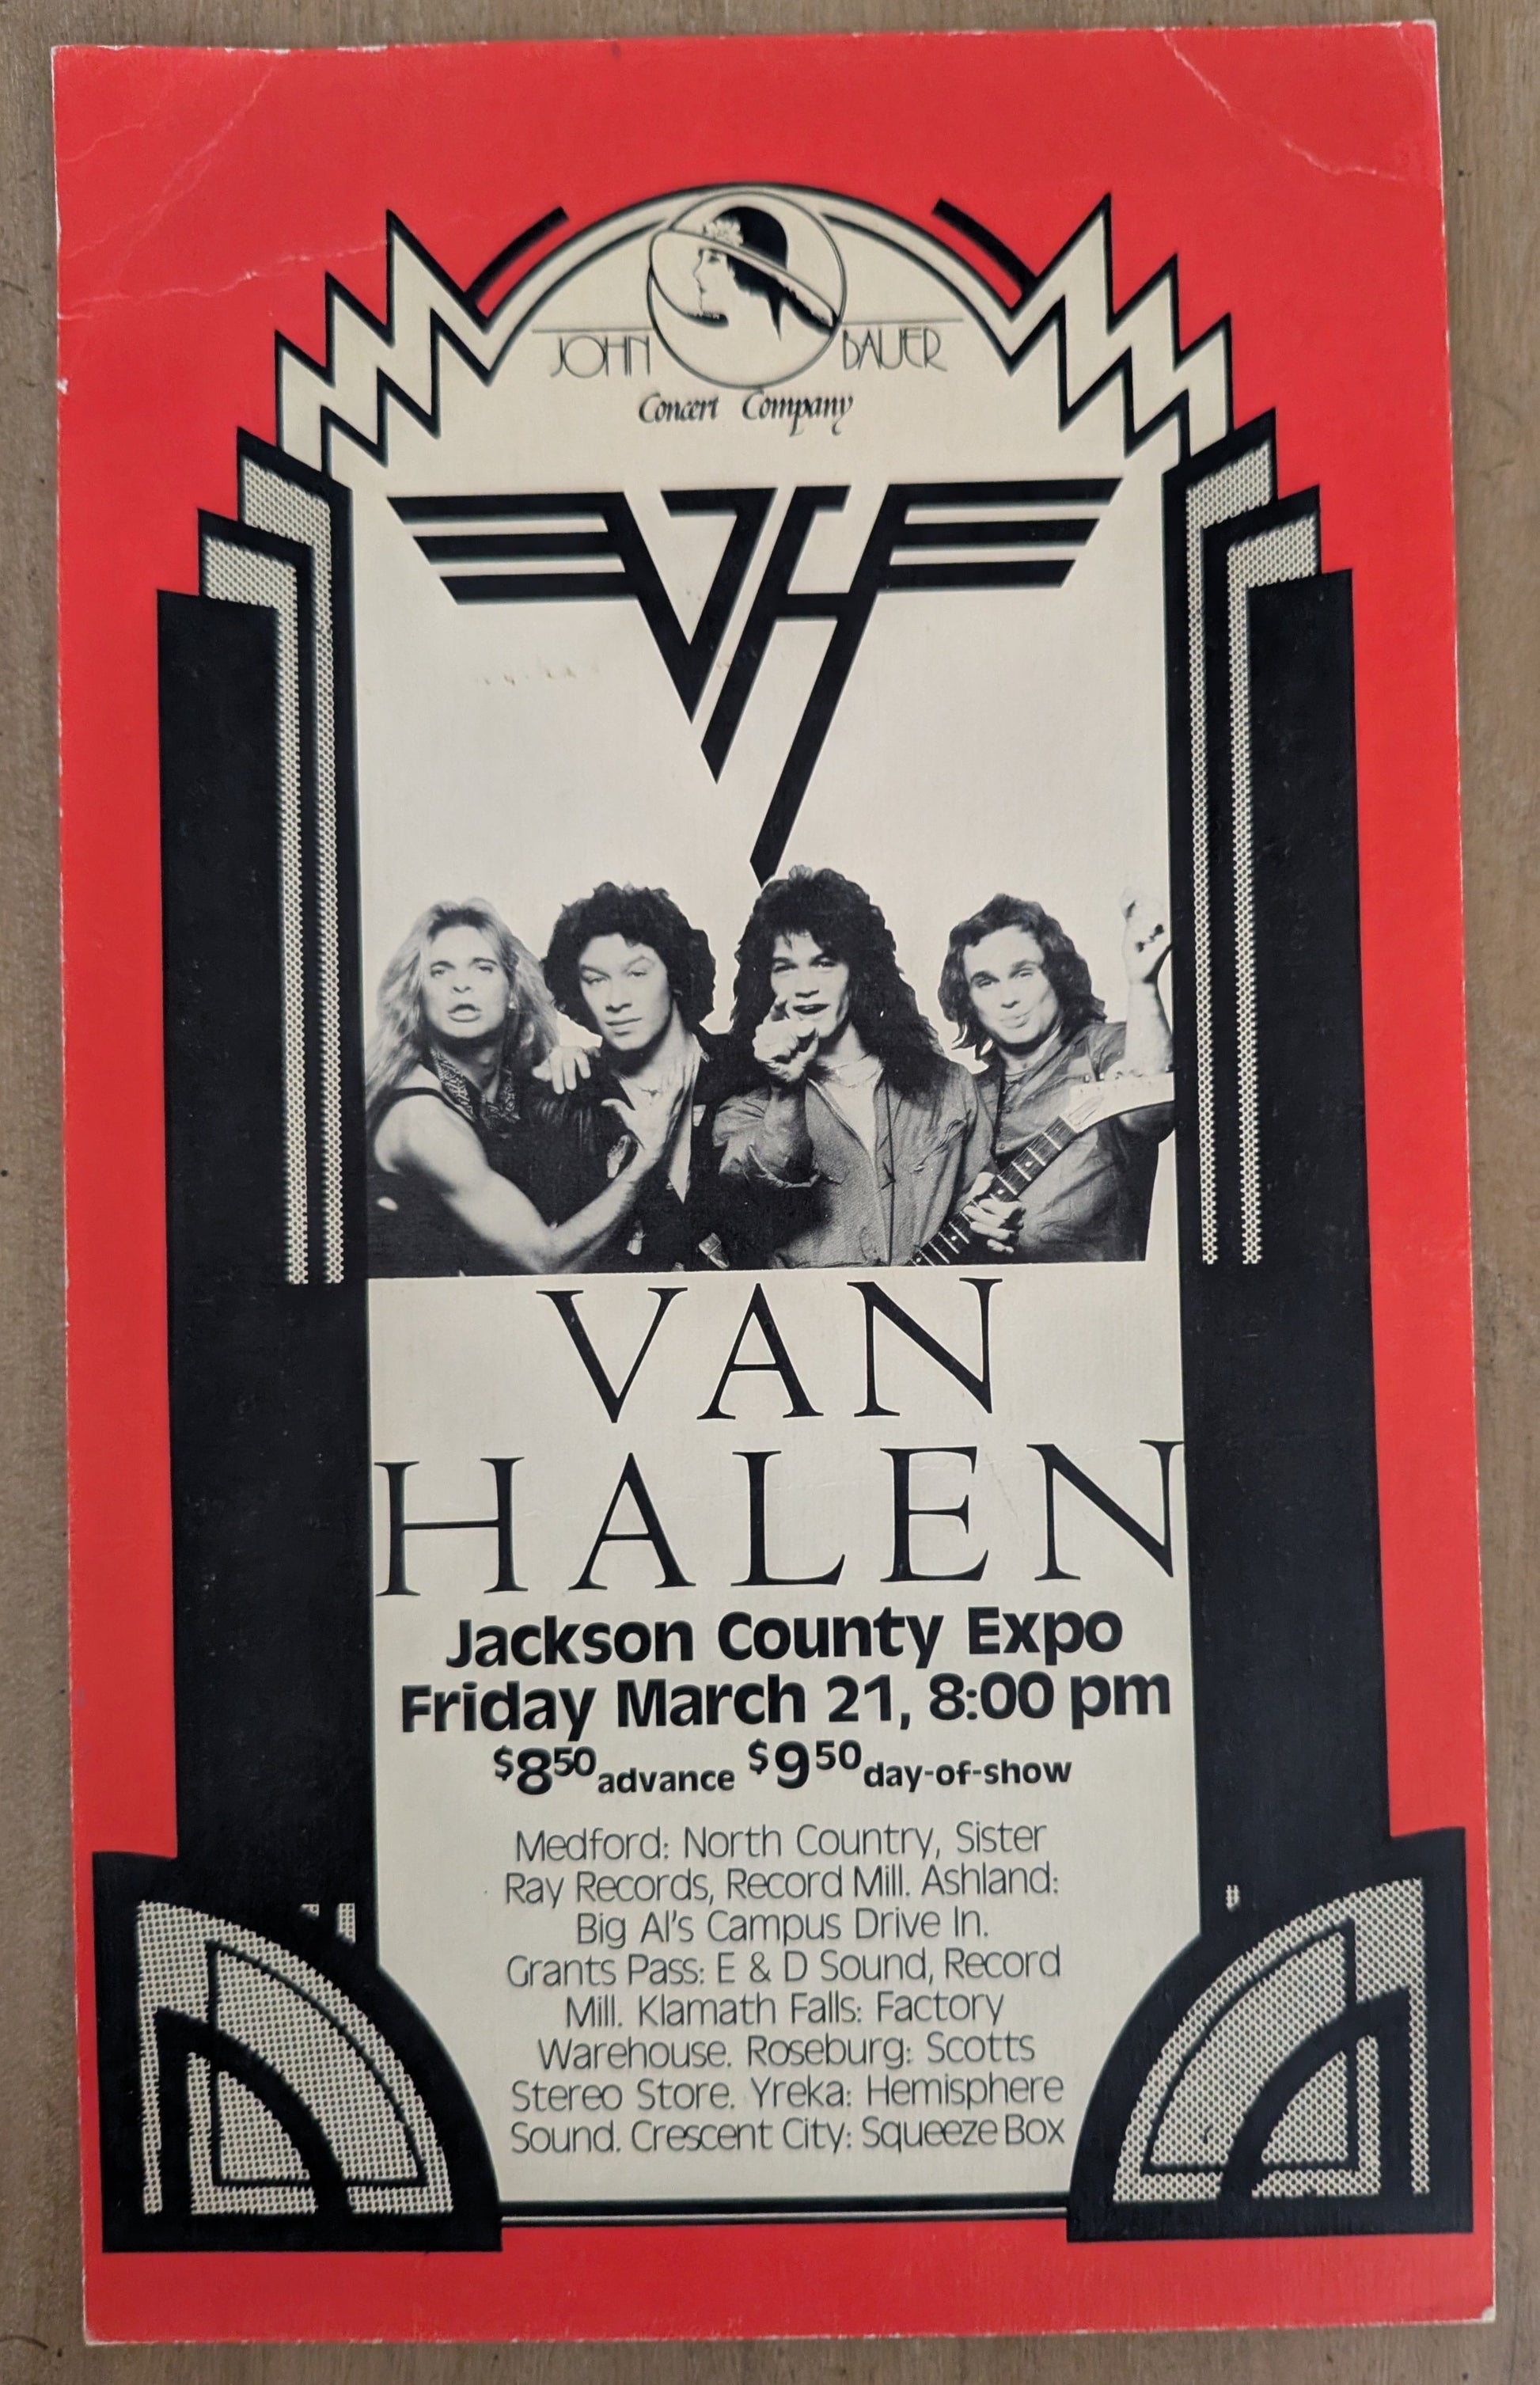 JOHN BAUER
Concert Company
VH
VAN
HALEN
Jackson County Expo
Friday March 21, 8:00 pm
$850 advance $950 day-of-show
Medford: North Country, Sister
Ray Records, Record Mill. Ashland:
Big Al's Campus Drive In.
Grants Pass: E & D Sound, Record
Mill. Klamath Falls: Factory
Warehouse. Roseburg: Scotts
Stereo Store. Yreka: Hemisphere
Sound. Crescent City: Squeeze Box